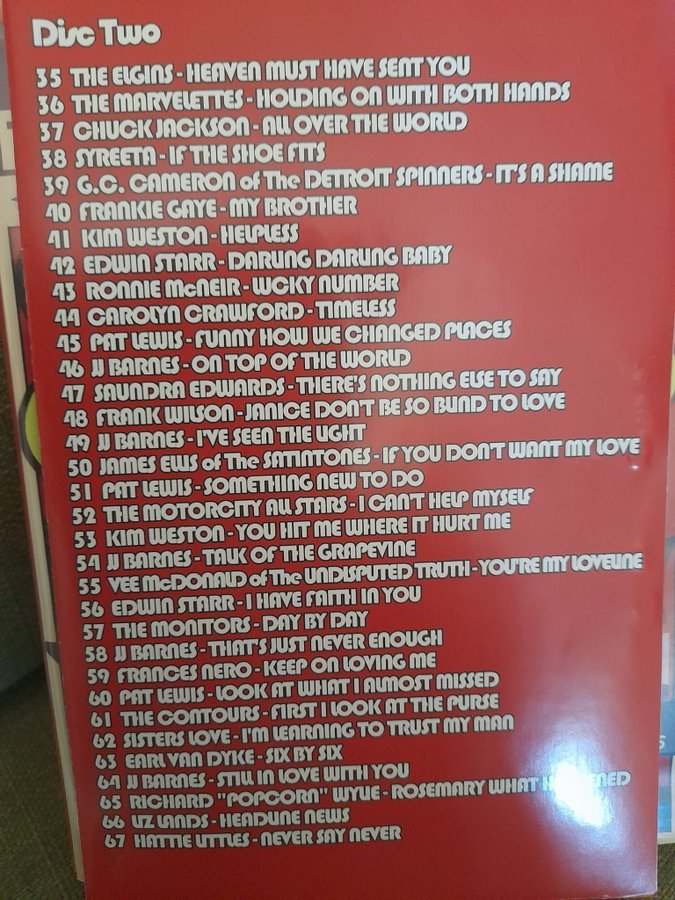 Disc Two
35 THE ELGINS - HEAVEN MUST HAVE SENT YOU
36 THE MARVELETTES - HOLDING ON WITH BOTH HANDS
37 CHUCK JACKSON - ALL OVER THE WORLD
38 SYREETA - IF THE SHOE FITS
39 G.C. CAMERON of The DETROIT SPINNERS - IT'S A SHAME
40 FRANKIE GAYE - MY BROTHER
41 KIM WESTON - HELPLESS
42 EDWIN STARR - DARLING DARLING BABY
43 RONNIE McNEIR - LUCKY NUMBER
44 CAROLYN CRAWFORD - TIMELESS
45 PAT LEWIS - FUNNY HOW WE CHANGED PLACES
46 JJ BARNES - ON TOP OF THE WORLD
47 SAUNDRA EDWARDS - THERE'S NOTHING ELSE TO SAY
48 FRANK WILSON - JANICE DON'T BE SO BLIND TO LOVE
49 JJ BARNES - I'VE SEEN THE LIGHT
50 JAMES ELLIS of The SATINTONES - IF YOU DON'T WANT MY LOVE
51 PAT LEWIS - SOMETHING NEW TO DO
52 THE MOTORCITY ALL STARS - I CAN'T HELP MYSELF
53 KIM WESTON - YOU HIT ME WHERE IT HURT ME
54 JJ BARNES - TALK OF THE GRAPEVINE
55 VEE McDONALD of The UNDISPUTED TRUTH - YOU'RE MY LOVELINE
56 EDWIN STARR - I HAVE FAITH IN YOU
57 THE MONITORS - DAY BY DAY
58 JJ BARNES - THAT'S JUST NEVER ENOUGH
59 FRANCES NERO - KEEP ON LOVING ME
60 PAT LEWIS - LOOK AT WHAT I ALMOST MISSED
61 THE CONTOURS - FIRST I LOOK AT THE PURSE
62 SISTERS LOVE - I'M LEARNING TO TRUST MY MAN
63 EARL VAN DYKE - SIX BY SIX
64 JJ BARNES - STILL IN LOVE WITH YOU
65 RICHARD "POPCORN" WYLIE - ROSEMARY WHAT
66 LIZ LANDS - HEADLINE NEWS
67 HATTIE LITTLES - NEVER SAY NEVER